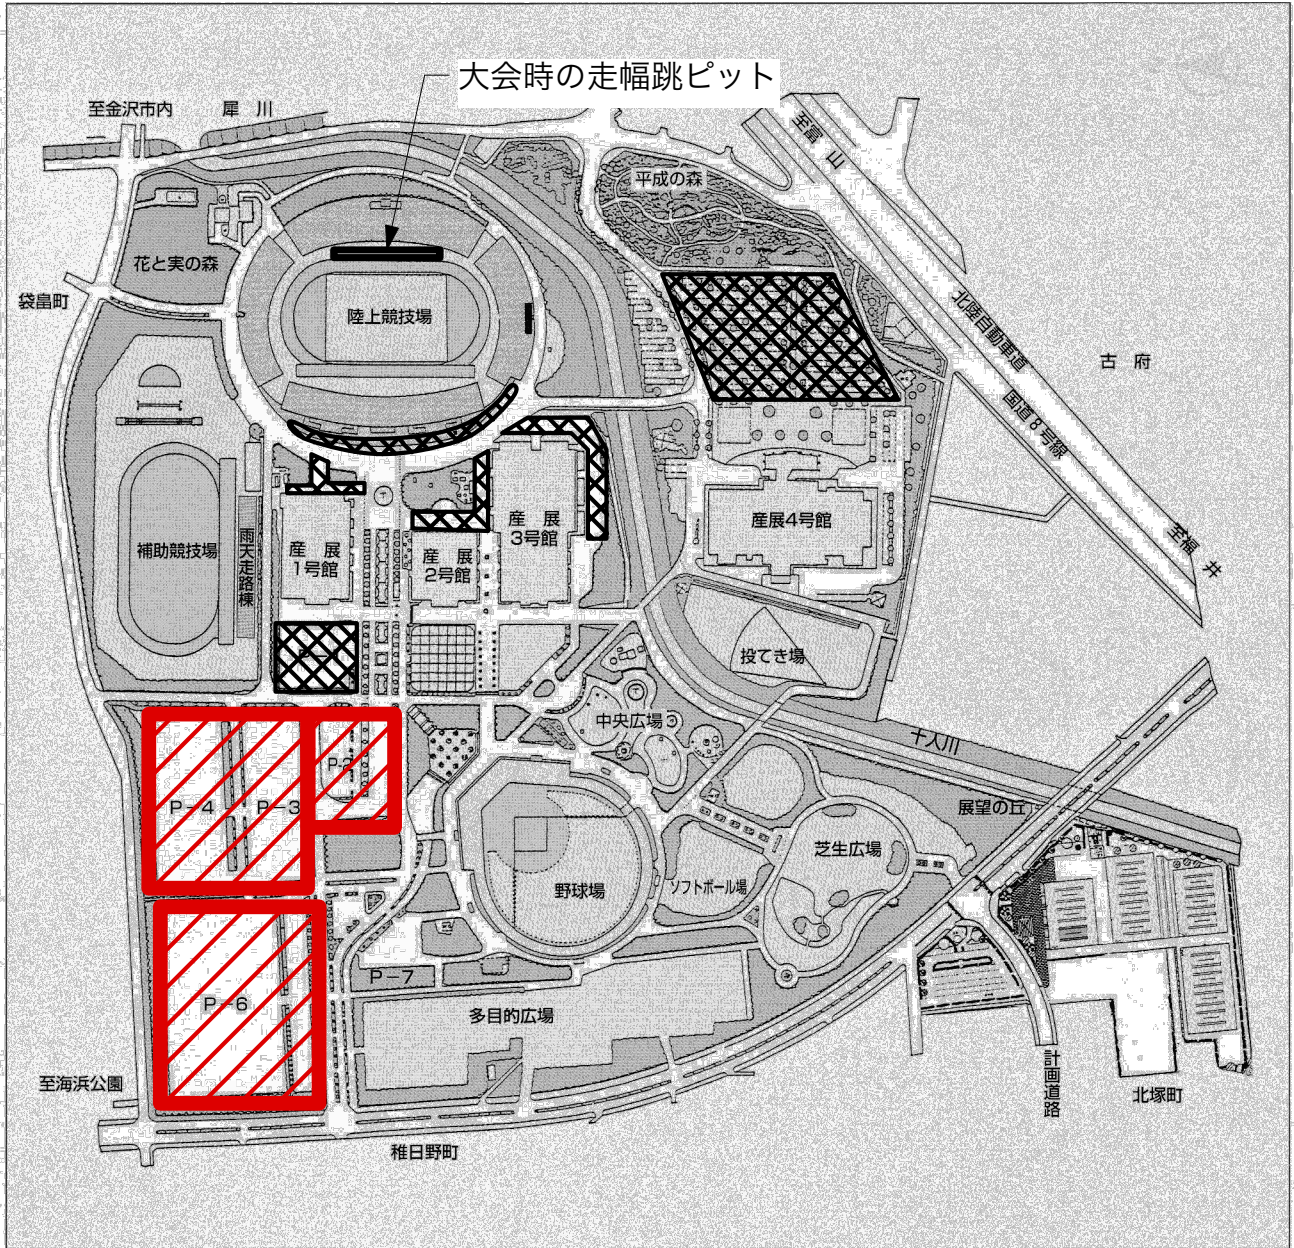 大会時の走幅跳ピット
至金沢市内
犀川
至富山
平成の森
花と実の森
袋畠町
陸上競技場
北陸自動車道
古府
国道8号線
産展4号館
産展
3号館
至福井
補助競技場
雨天走路棟
産展
1号館
産展
2号館
投てき場
中央広場
十人川
P-2
P-4
P-3
展望の丘
芝生広場
野球場
ソフトボール場
P-7
P-6
多目的広場
至海浜公園
計画道路
北塚町
稚日野町